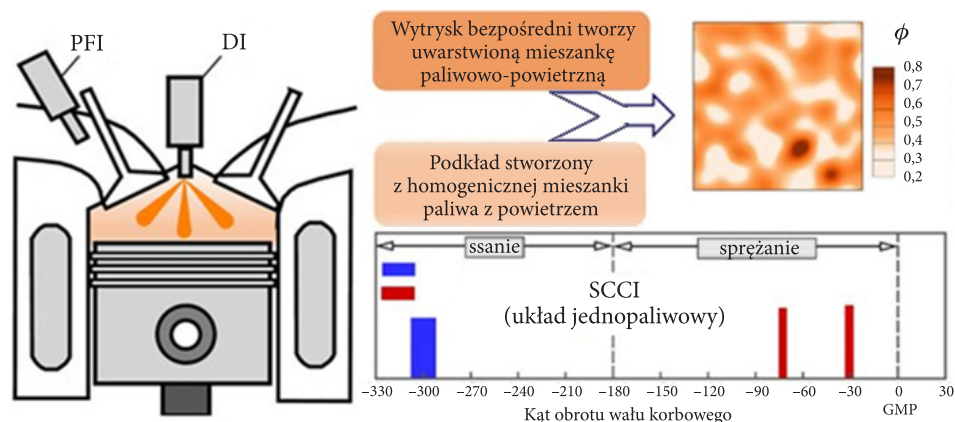 PFI
DI
Wytrysk bezpośredni tworzy
uwarstwioną mieszankę
paliwowo-powietrzną
Podkład stworzony
z homogenicznej mieszanki
paliwa z powietrzem
ϕ
0,8
0,7
0,6
0,5
0,4
0,3
0,2
ssanie
sprężanie
SCCI
(układ jednopaliwowy)
–330
–300
–270
–210
–180
–150
–120
–90
–60
–30
0
30
–210
GMP
Kąt obrotu wału korbowego